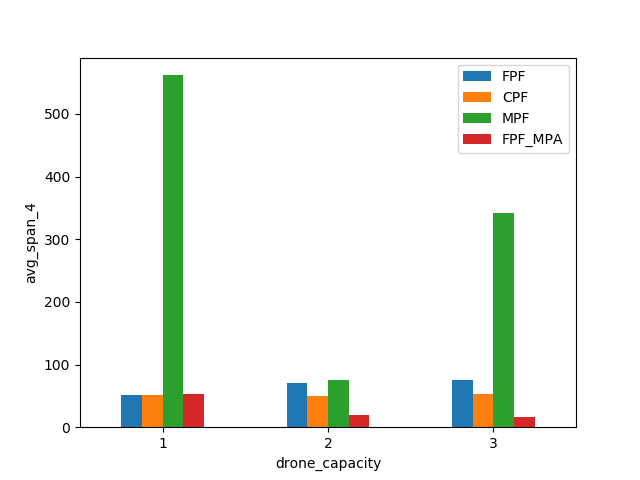 FPF
CPF
MPF
FPF_MPA
500
400
300
200
100
0
avg_span_4
1 2 3
drone_capacity